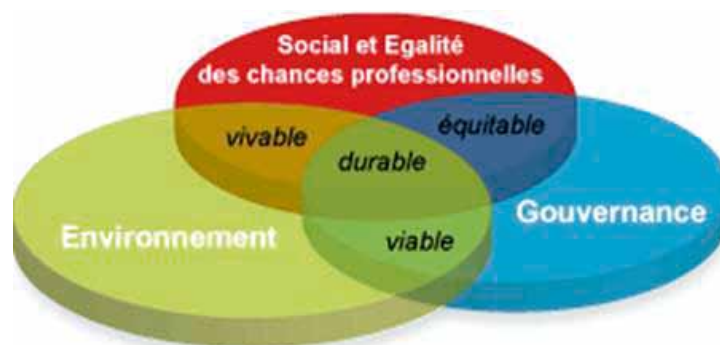 Social et Egalité
des chances professionnelles
vivable
équitable
durable
Environnement
Gouvernance
viable